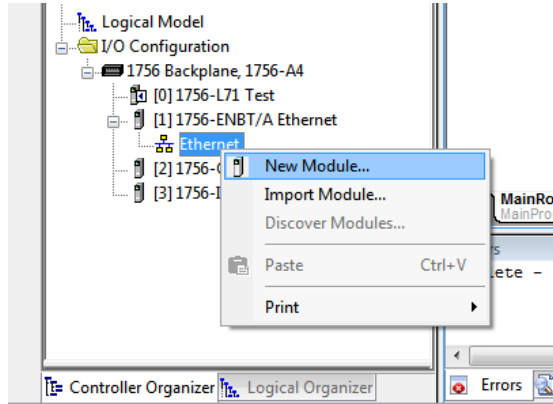 Logical Model
I/O Configuration
1756 Backplane, 1756-A4
[0] 1756-L71 Test
[1] 1756-ENBT/A Ethernet
Ethernet
[2] 1756-
[3] 1756-I
New Module...
Import Module...
Discover Modules...
Paste Ctrl+V
Print
MainRo
MainPro
rs
lete -
Controller Organizer
Logical Organizer
Errors